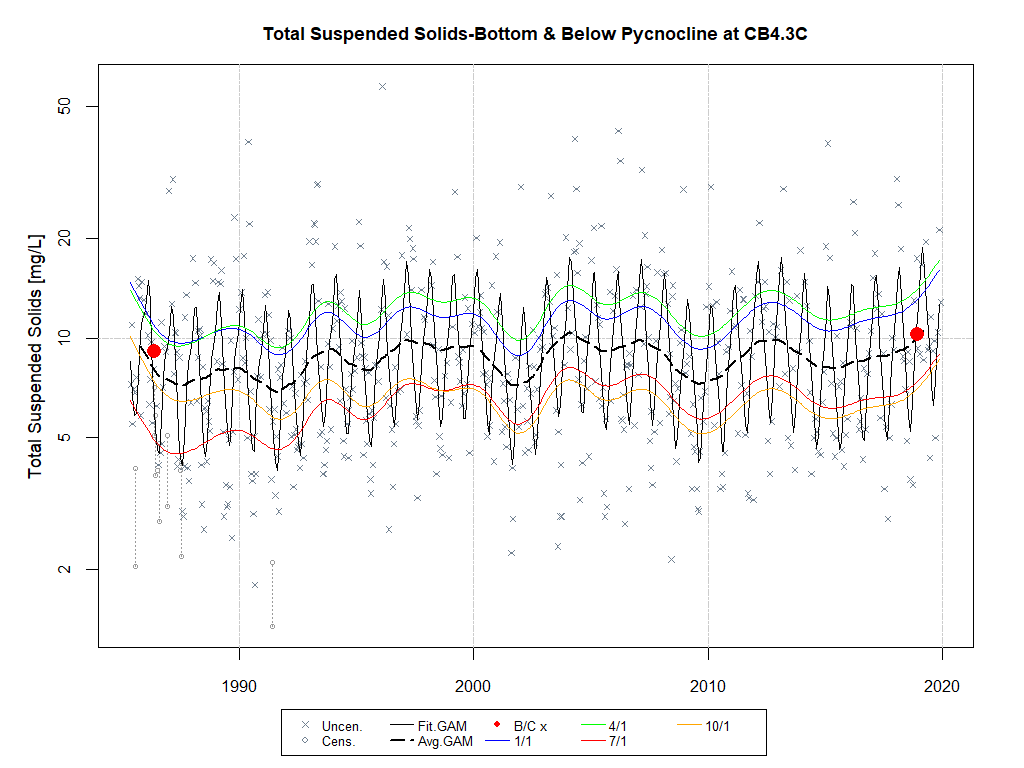 Total Suspended Solids-Bottom & Below Pycnocline at CB4.3C
Total Suspended Solids [mg/L]
50
20
10
5
2
1990 2000 2010 2020
Uncen. Fit.GAM B/C x 4/1 10/1
Cens. Avg.GAM 1/1 7/1